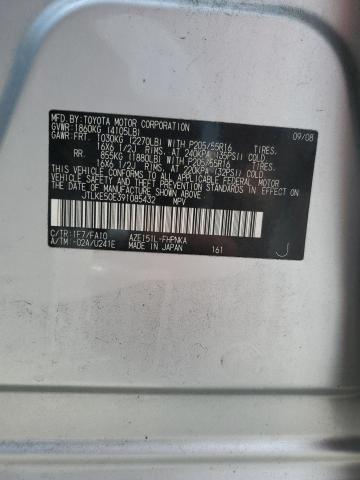 MFD.BY:TOYOTA MOTOR CORPORATION 09/08
GVWR:1860KG (4105LB)
GAWR:FRT. 1030KG (2270LB) WITH P205/55R16 TIRES,
16X6 1/2J RIMS, AT 240KPA (35PSI) COLD
RR. 855KG (1880LB) WITH P205/55R16 TIRES,
16X6 1/2J RIMS, AT 220KPA (32PSI) COLD
THIS VEHICLE CONFORMS TO ALL APPLICABLE FEDERAL MOTOR
VEHICLE SAFETY AND THEFT PREVENTION STANDARDS IN EFFECT
ON THE DATE OF MANUFACTURE SHOWN ABOVE.
JTLKE50E391085432 MPV
C/TR:1F7/FA10 AZE151L-FHPNKA
A/TM:-02A/U241E MADE IN JAPAN 161 J